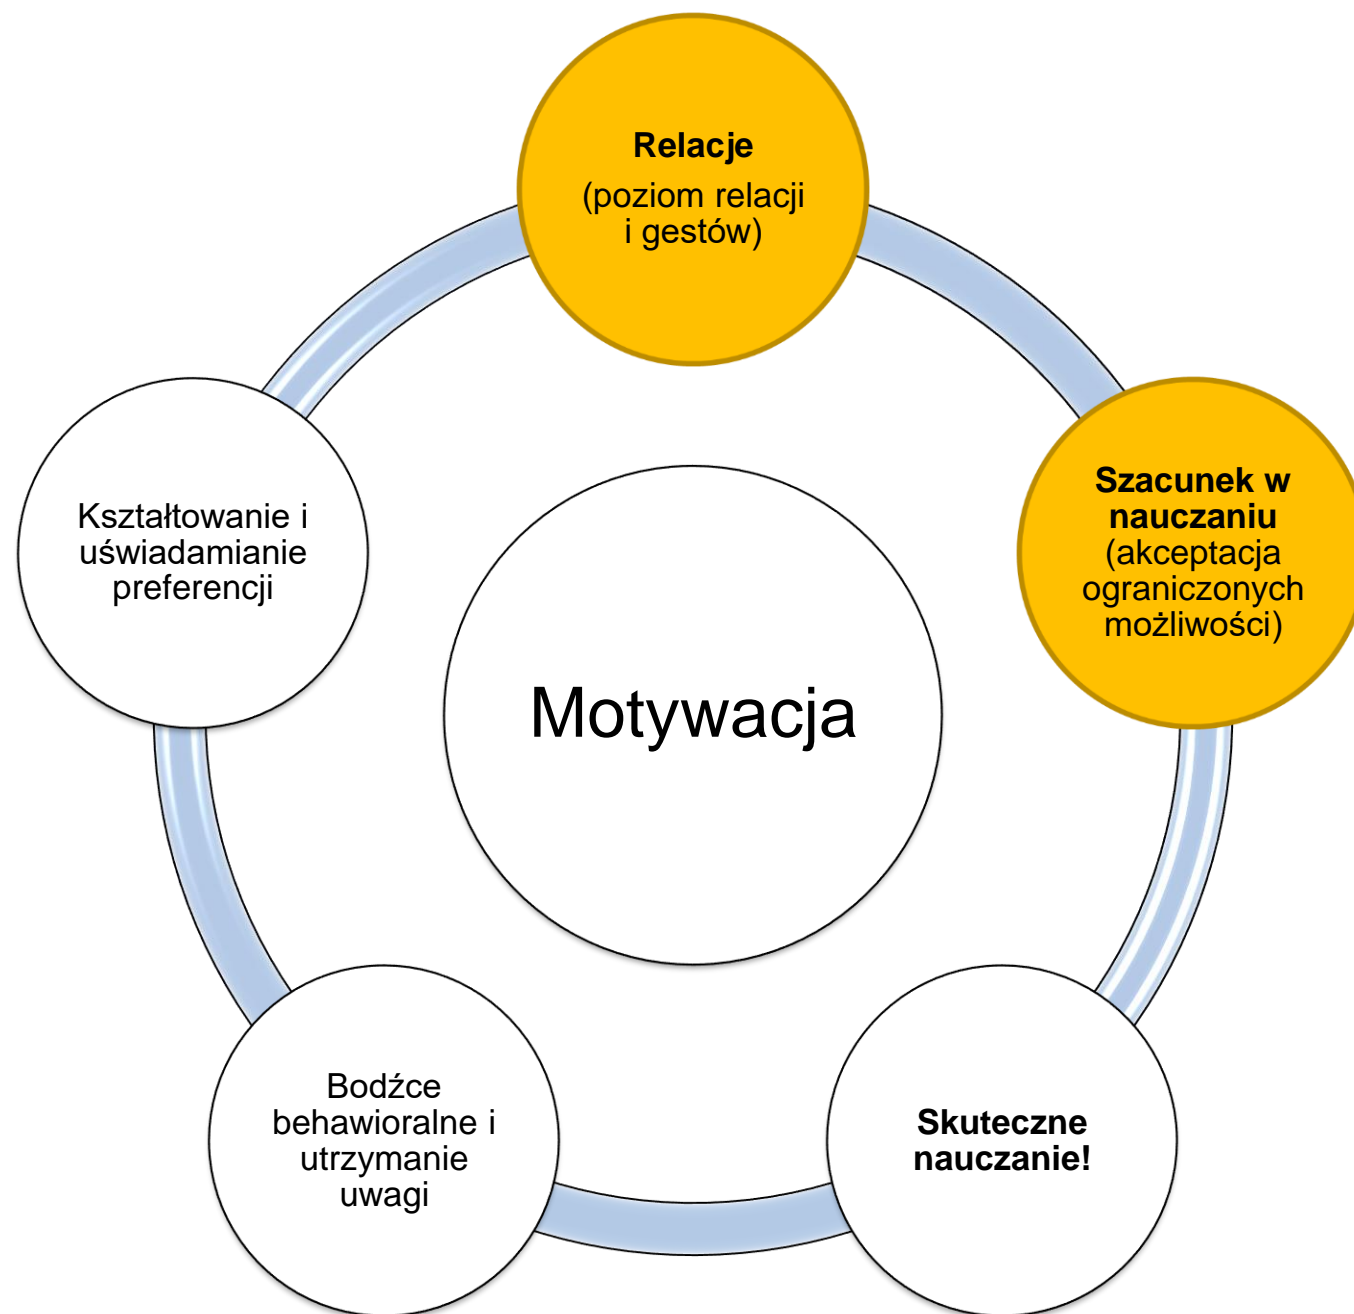 Relacje
(poziom relacji
i gestów)
Szacunek w
nauczaniu
(akceptacja
ograniczonych
możliwości)
Skuteczne
nauczanie!
Bodźce
behawioralne i
utrzymanie
uwagi
Kształtowanie i
uświadamianie
preferencji
Motywacja